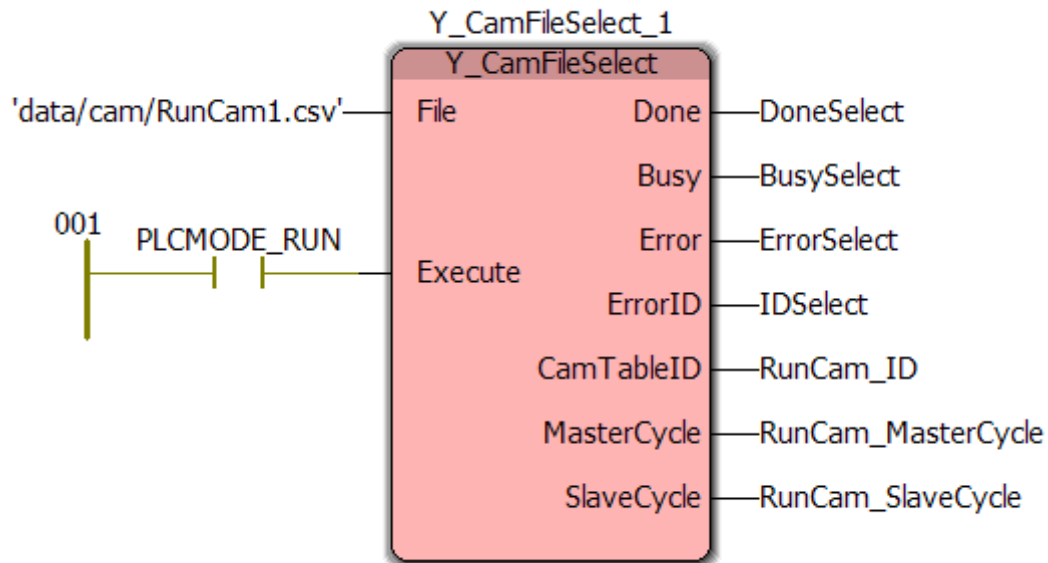 Y_CamFileSelect_1
Y_CamFileSelect
'data/cam/RunCam1.csv' File Done DoneSelect
Busy BusySelect
001 PLCMODE_RUN Error ErrorSelect
Execute
ErrorID IDSelect
CamTableID RunCam_ID
MasterCycle RunCam_MasterCycle
SlaveCycle RunCam_SlaveCycle